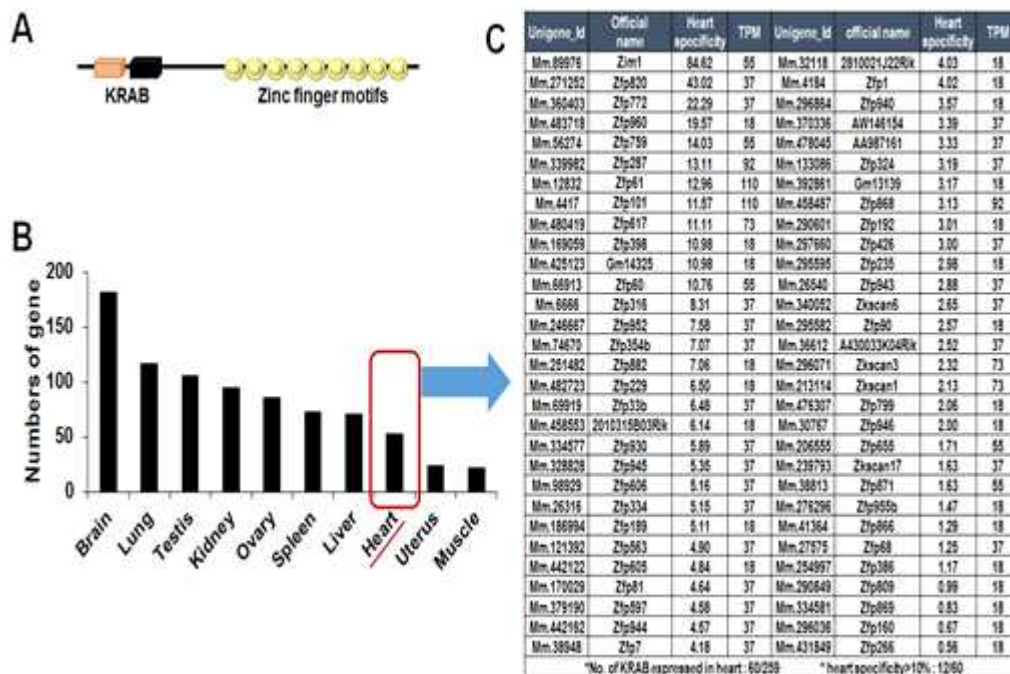 A
KRAB
Zinc finger motifs
B
Numbers of gene
200
150
100
50
0
Brain
Lung
Testis
Kidney
Ovary
Spleen
Liver
Heart
Uterus
Muscle
C
Unigene_Id Official name Heart specificity TPM Unigene_Id official name Heart specificity TPM
Mm.89976 Zim1 84.62 55 Mm.32118 2810021J22Rik 4.03 18
Mm.271252 Zfp820 43.02 37 Mm.4184 Zfp1 4.02 18
Mm.360403 Zfp772 22.29 37 Mm.296864 Zfp940 3.57 18
Mm.483718 Zfp960 19.57 18 Mm.370336 AW146154 3.39 37
Mm.56274 Zfp759 14.03 55 Mm.478045 AA987161 3.33 37
Mm.339982 Zfp287 13.11 92 Mm.133086 Zfp324 3.19 37
Mm.12832 Zfp61 12.96 110 Mm.392861 Gm13139 3.17 18
Mm.4417 Zfp101 11.57 110 Mm.458487 Zfp868 3.13 92
Mm.480419 Zfp617 11.11 73 Mm.290601 Zfp192 3.01 18
Mm.169059 Zfp398 10.98 18 Mm.297660 Zfp426 3.00 37
Mm.425123 Gm14325 10.98 18 Mm.295595 Zfp235 2.98 18
Mm.66913 Zfp60 10.76 55 Mm.26540 Zfp943 2.88 37
Mm.6666 Zfp316 8.31 37 Mm.340052 Zkscan6 2.65 37
Mm.246667 Zfp952 7.58 37 Mm.295582 Zfp90 2.57 18
Mm.74670 Zfp354b 7.07 37 Mm.36612 A430033K04Rik 2.52 37
Mm.251482 Zfp882 7.06 18 Mm.296071 Zkscan3 2.32 73
Mm.482723 Zfp229 6.50 18 Mm.213114 Zkscan1 2.13 73
Mm.69919 Zfp33b 6.48 37 Mm.476307 Zfp799 2.06 18
Mm.458553 2010315B03Rik 6.14 18 Mm.30767 Zfp946 2.00 18
Mm.334577 Zfp930 5.89 37 Mm.206555 Zfp655 1.71 55
Mm.328828 Zfp945 5.35 37 Mm.239793 Zkscan17 1.63 37
Mm.98929 Zfp606 5.16 37 Mm.38813 Zfp871 1.63 55
Mm.26316 Zfp334 5.15 37 Mm.276296 Zfp955b 1.47 18
Mm.186994 Zfp189 5.11 18 Mm.41364 Zfp866 1.29 18
Mm.121392 Zfp563 4.90 37 Mm.27575 Zfp68 1.25 37
Mm.442122 Zfp605 4.84 18 Mm.254997 Zfp386 1.17 18
Mm.170029 Zfp81 4.64 37 Mm.290849 Zfp809 0.99 18
Mm.379190 Zfp597 4.58 37 Mm.334581 Zfp869 0.83 18
Mm.442182 Zfp944 4.57 37 Mm.296036 Zfp160 0.67 18
Mm.38948 Zfp7 4.18 37 Mm.431849 Zfp266 0.56 18
*No. of KRAB expressed in heart : 60/259 * heart specificity>10% : 12/60